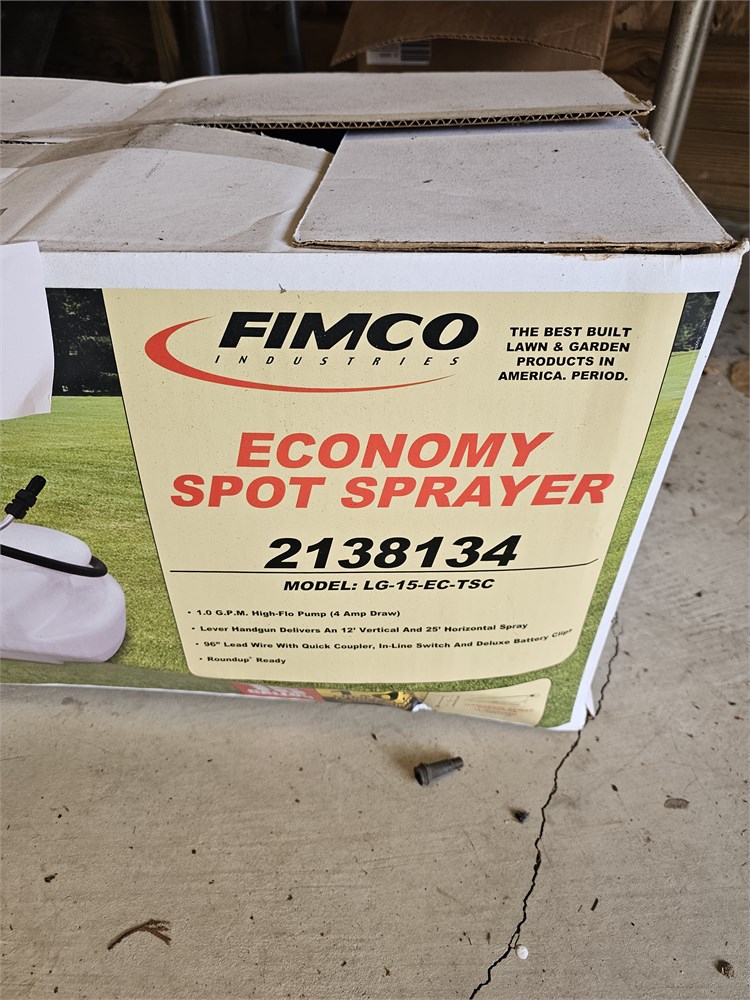 FIMCO
INDUSTRIES
THE BEST BUILT
LAWN & GARDEN
PRODUCTS IN
AMERICA. PERIOD.
ECONOMY
SPOT SPRAYER
2138134
MODEL: LG-15-EC-TSC
• 1.0 G.P.M. High-Flo Pump (4 Amp Draw)
• Lever Handgun Delivers An 12' Vertical And 25' Horizontal Spray
• 96" Lead Wire With Quick Coupler, In-Line Switch And Deluxe Battery Clips
• Roundup® Ready